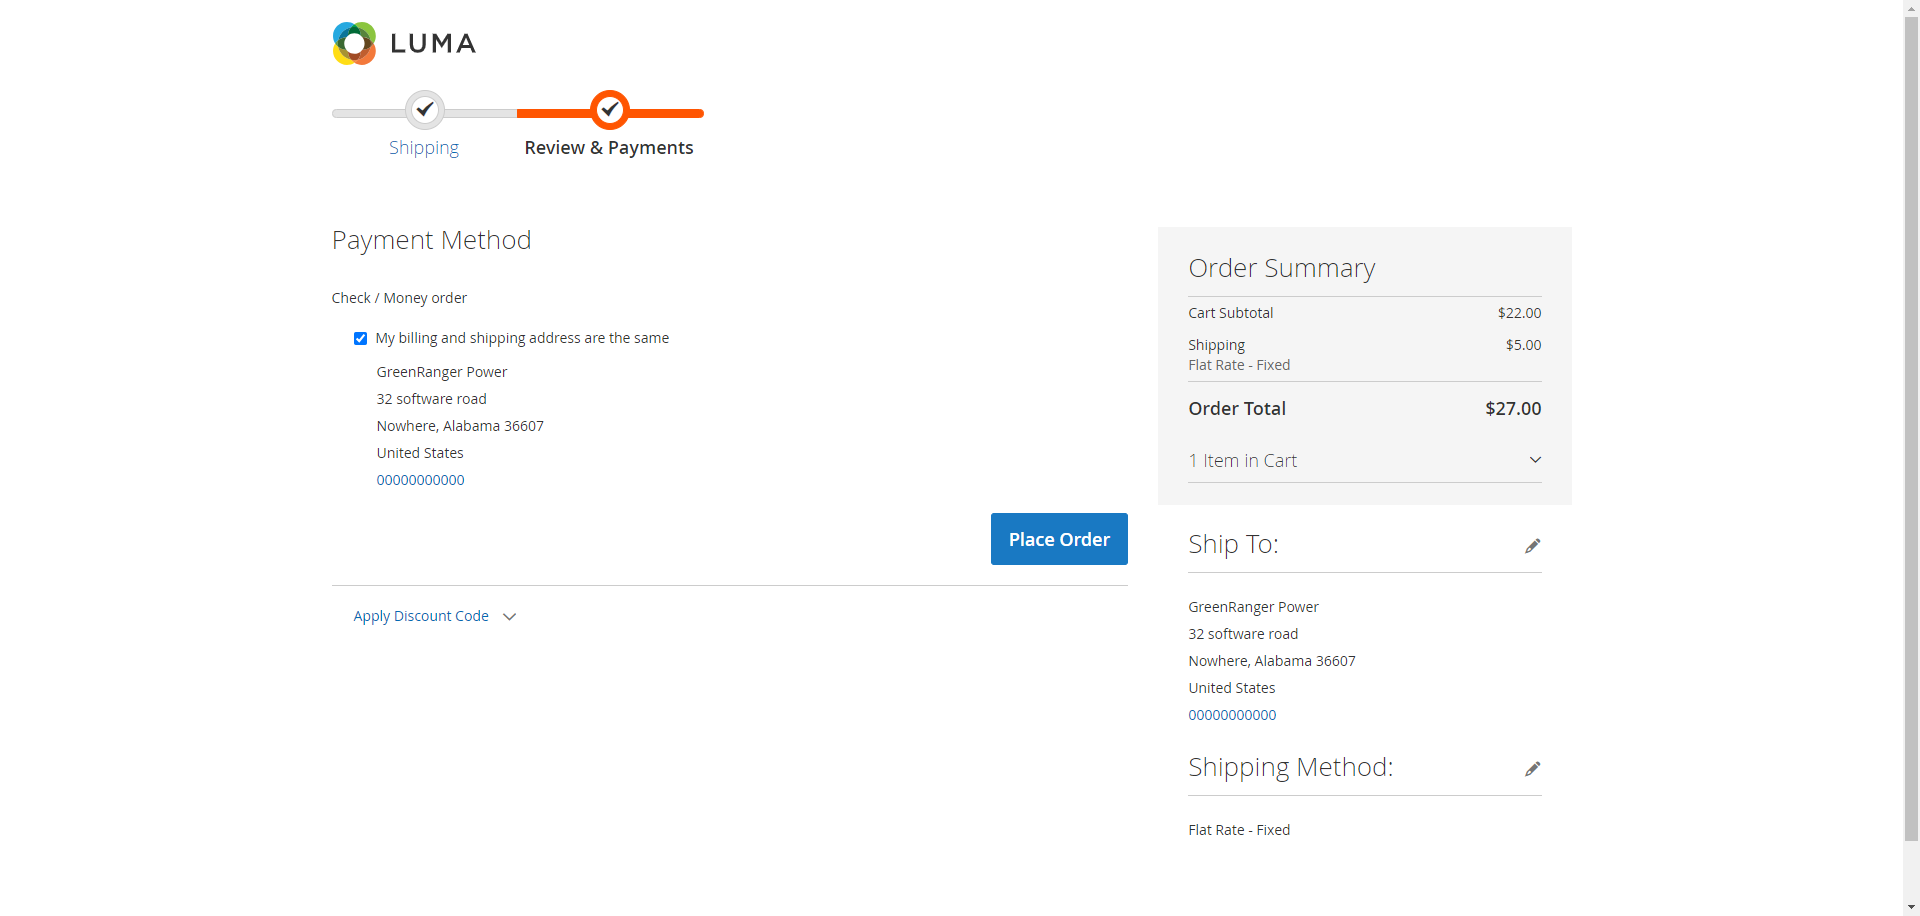 LUMA
Shipping
Review & Payments
Payment Method
Check / Money order
My billing and shipping address are the same
GreenRanger Power
32 software road
Nowhere, Alabama 36607
United States
00000000000
Place Order
Apply Discount Code
Order Summary
Cart Subtotal $22.00
Shipping $5.00
Flat Rate - Fixed
Order Total $27.00
1 Item in Cart
Ship To:
GreenRanger Power
32 software road
Nowhere, Alabama 36607
United States
00000000000
Shipping Method:
Flat Rate - Fixed